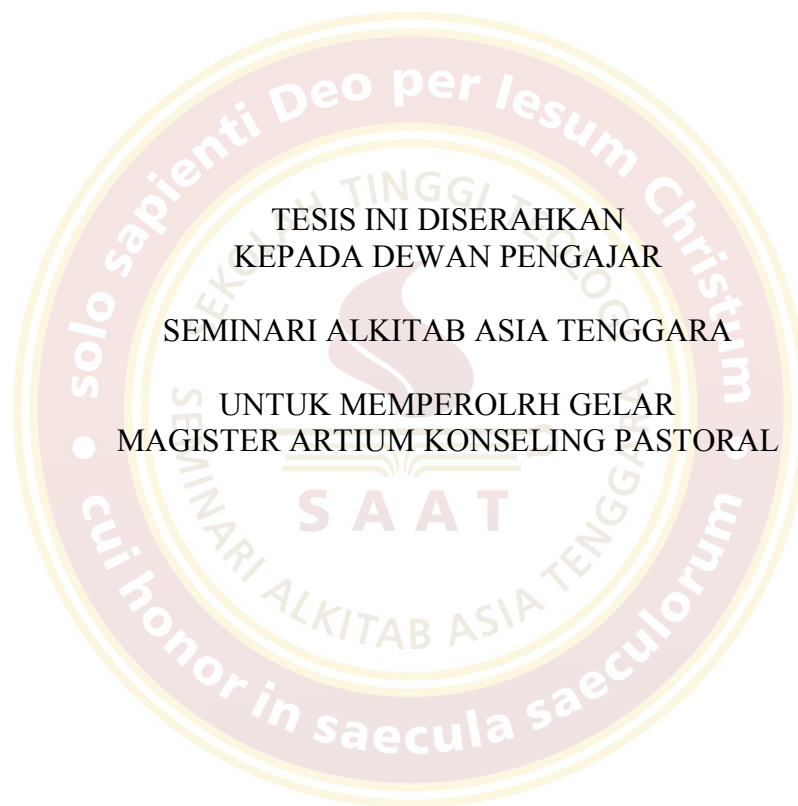 TESIS INI DISERAHKAN
KEPADA DEWAN PENGAJAR
SEMINARI ALKITAB ASIA TENGGARA
UNTUK MEMPEROLRH GELAR
MAGISTER ARTIUM KONSELING PASTORAL
solo sapienti Deo per Iesum Christum
cui honor in saecula saeculorum
SEKOLAH TINGGI TEOLOGI
SEMINARI ALKITAB ASIA TENGGARA
SAAT